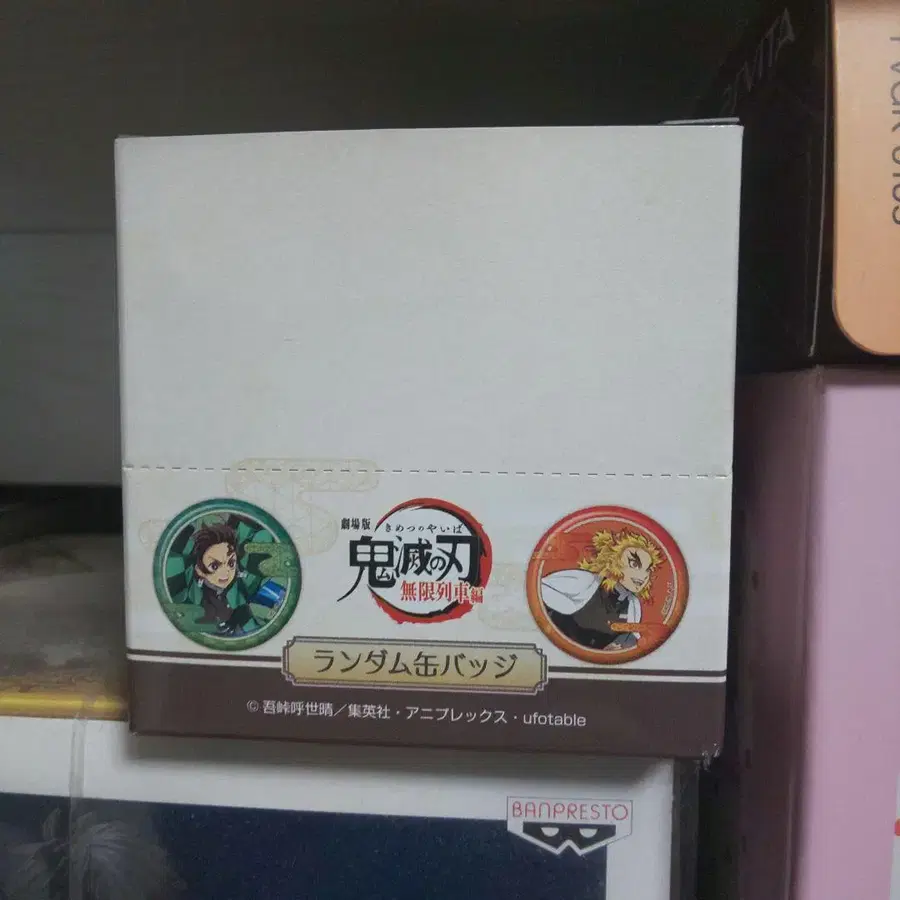 劇場版
きめつのやいば
鬼滅の刃
無限列車編
ランダム缶バッジ
© 吾峠呼世晴／集英社・アニプレックス・ufotable
BANPRESTO